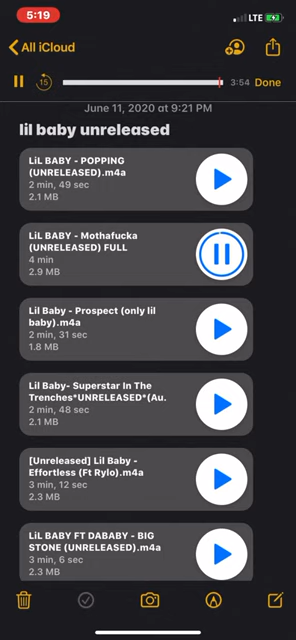 5:19
LTE
All iCloud
15
3:54 Done
June 11, 2020 at 9:21 PM
lil baby unreleased
LiL BABY - POPPING
(UNRELEASED).m4a
2 min, 49 sec
2.1 MB
LiL BABY - Mothafucka
(UNRELEASED) FULL
4 min
2.9 MB
Lil Baby - Prospect (only lil
baby).m4a
2 min, 31 sec
1.8 MB
Lil Baby- Superstar In The
Trenches*UNRELEASED*(Au.
2 min, 48 sec
2.1 MB
[Unreleased] Lil Baby -
Effortless (Ft Rylo).m4a
3 min, 12 sec
2.3 MB
LiL BABY FT DABABY - BIG
STONE (UNRELEASED).m4a
3 min, 6 sec
2.3 MB